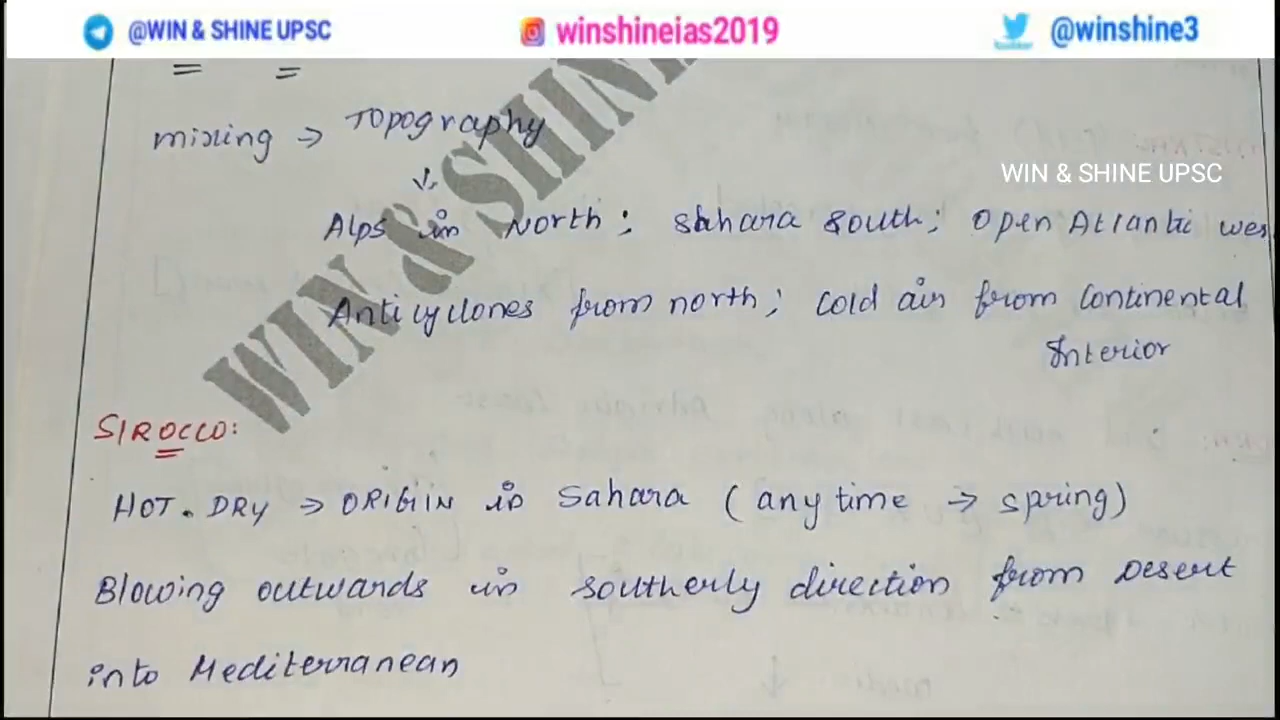 @WIN & SHINE UPSC winshineias2019 @winshine3
WIN & SHINE
mixing → Topography
WIN & SHINE UPSC
Alps in North; Sahara South; Open Atlantic wes
Anticyclones from north; cold air from Continental
Interior
SIROCCO:
HOT. DRY → ORIGIN in Sahara (any time → spring)
Blowing outwards in southerly direction from Desert
into Mediterranean